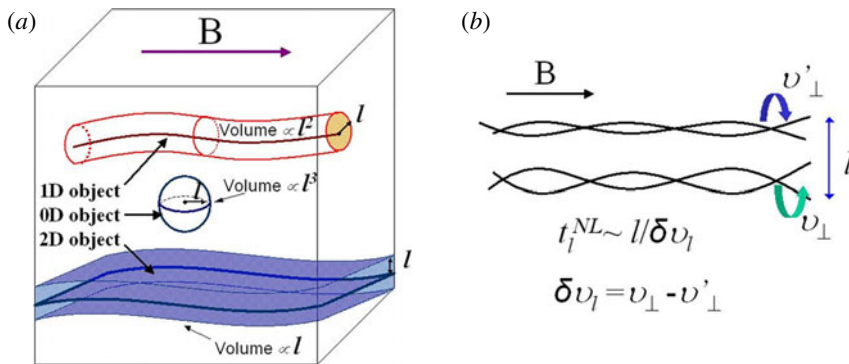 (a)
B
Volume ∝ l²
l
1D object
l
Volume ∝ l³
0D object
2D object
l
Volume ∝ l
(b)
B
υ'⊥
l
υ⊥
t_l^NL ~ l/δυ_l
δυ_l = υ⊥ - υ'⊥